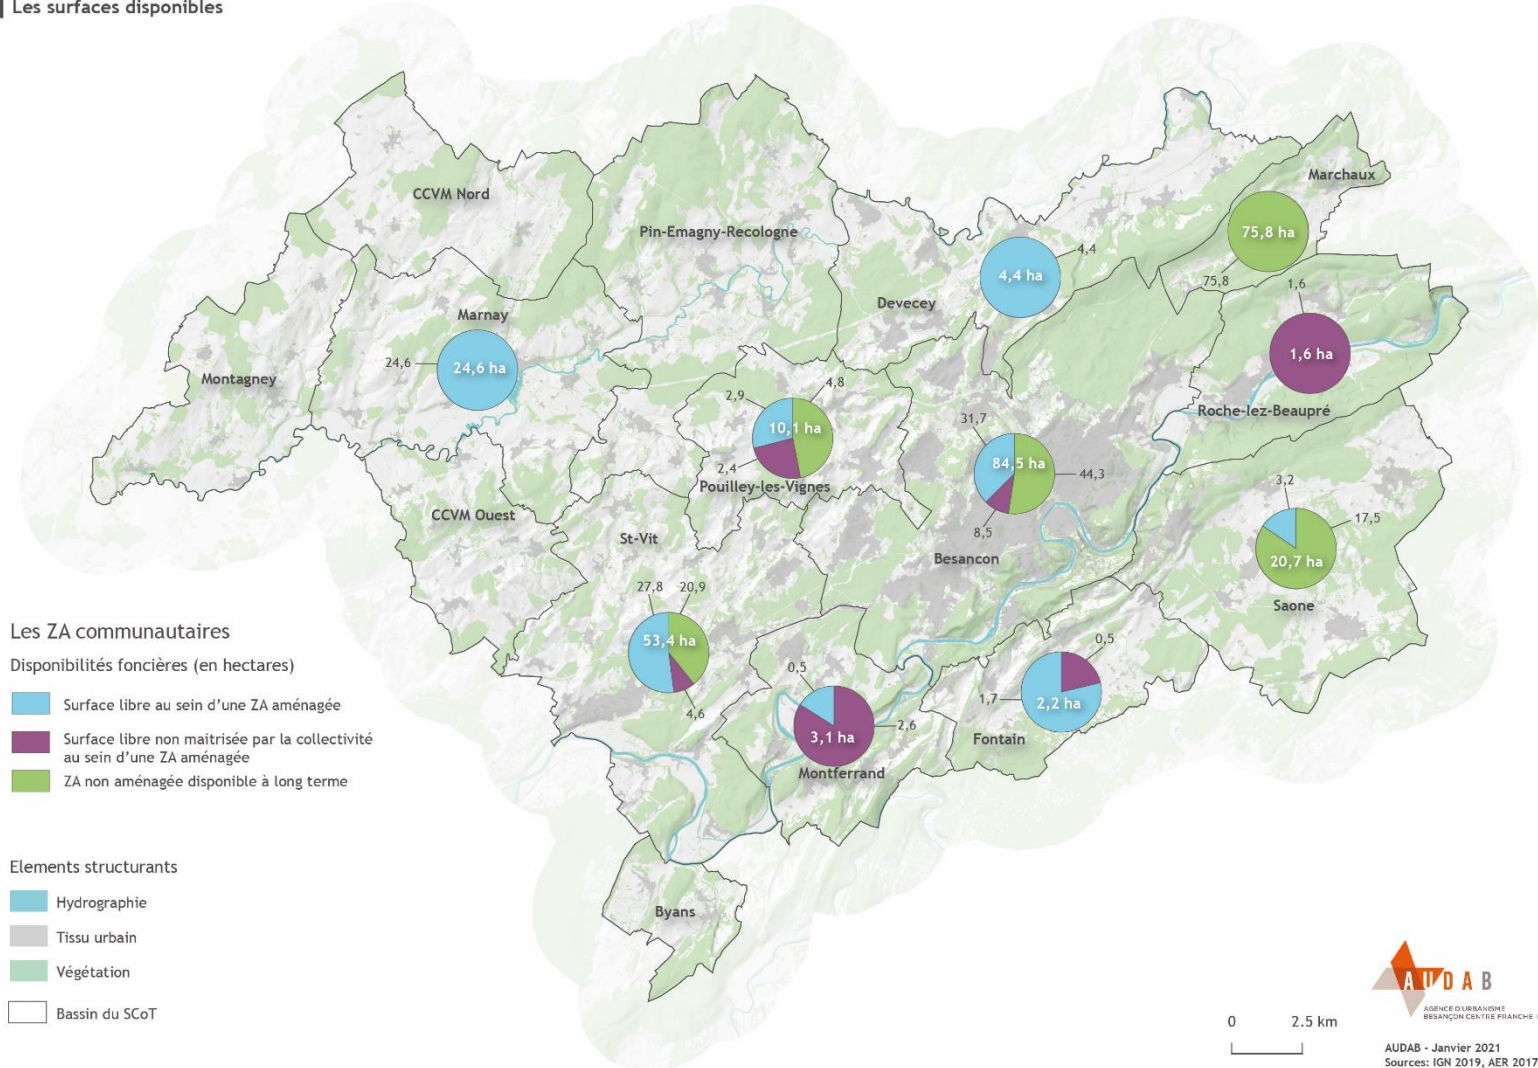 Les surfaces disponibles
CCVM Nord
Marchaux
Pin-Emagny-Recologne
75,8 ha
4,4
4,4 ha
75,8
1,6
Devecey
Marnay
24,6
24,6 ha
1,6 ha
Montagney
2,9
4,8
Roche-lez-Beaupré
31,7
10,1 ha
2,4
84,5 ha
44,3
Pouilley-les-Vignes
3,2
CCVM Ouest
17,5
8,5
St-Vit
Besancon
20,7 ha
27,8
20,9
Saone
Les ZA communautaires
53,4 ha
0,5
Disponibilités foncières (en hectares)
0,5
1,7
2,2 ha
Surface libre au sein d'une ZA aménagée
4,6
2,6
3,1 ha
Surface libre non maitrisée par la collectivité
au sein d'une ZA aménagée
Fontain
Montferrand
ZA non aménagée disponible à long terme
Elements structurants
Hydrographie
Byans
Tissu urbain
Végétation
Bassin du SCoT
AUDAB
AGENCE D'URBANISME
BESANÇON CENTRE FRANCHE
0
2.5 km
AUDAB - Janvier 2021
Sources: IGN 2019, AER 2017